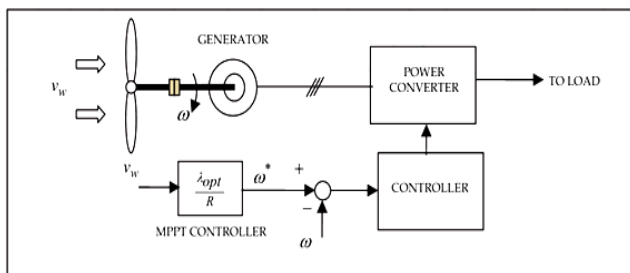 GENERATOR
v_w
ω
POWER
CONVERTER
TO LOAD
v_w
λ_opt
R
ω*
+
−
ω
MPPT CONTROLLER
CONTROLLER